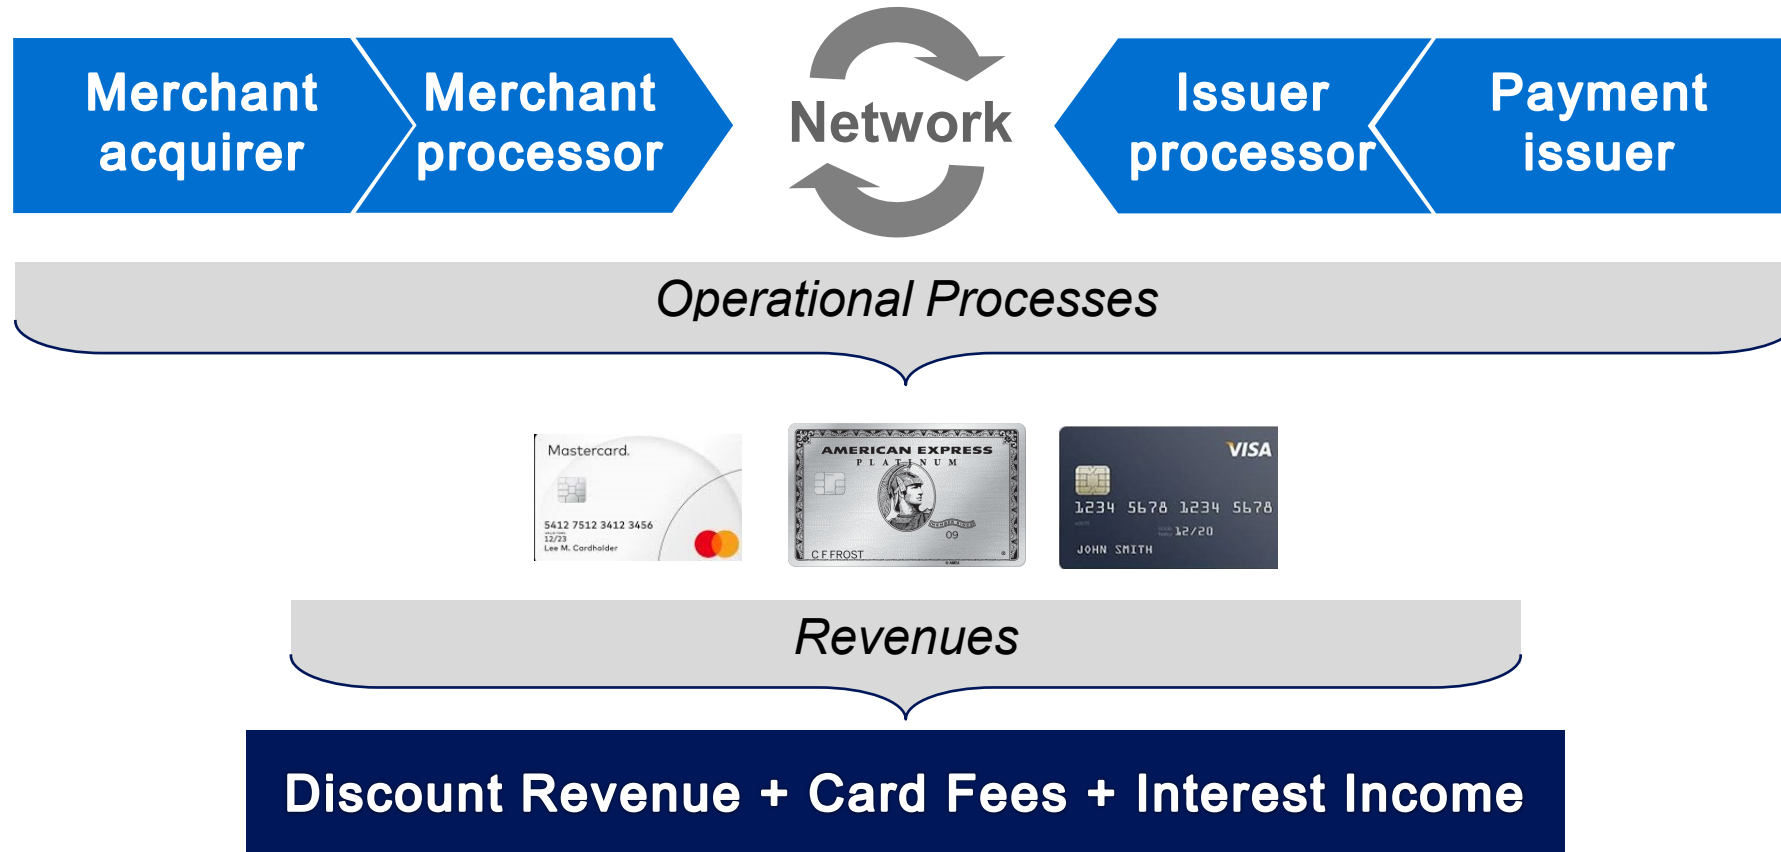 Merchant
acquirer
Merchant
processor
Network
Issuer
processor
Payment
issuer
Operational Processes
Mastercard.
5412 7512 3412 3456
12/23
Lee M. Cardholder
AMERICAN EXPRESS
PLATINUM
09
C F FROST
VISA
1234 5678 1234 5678
12/20
JOHN SMITH
Revenues
Discount Revenue + Card Fees + Interest Income